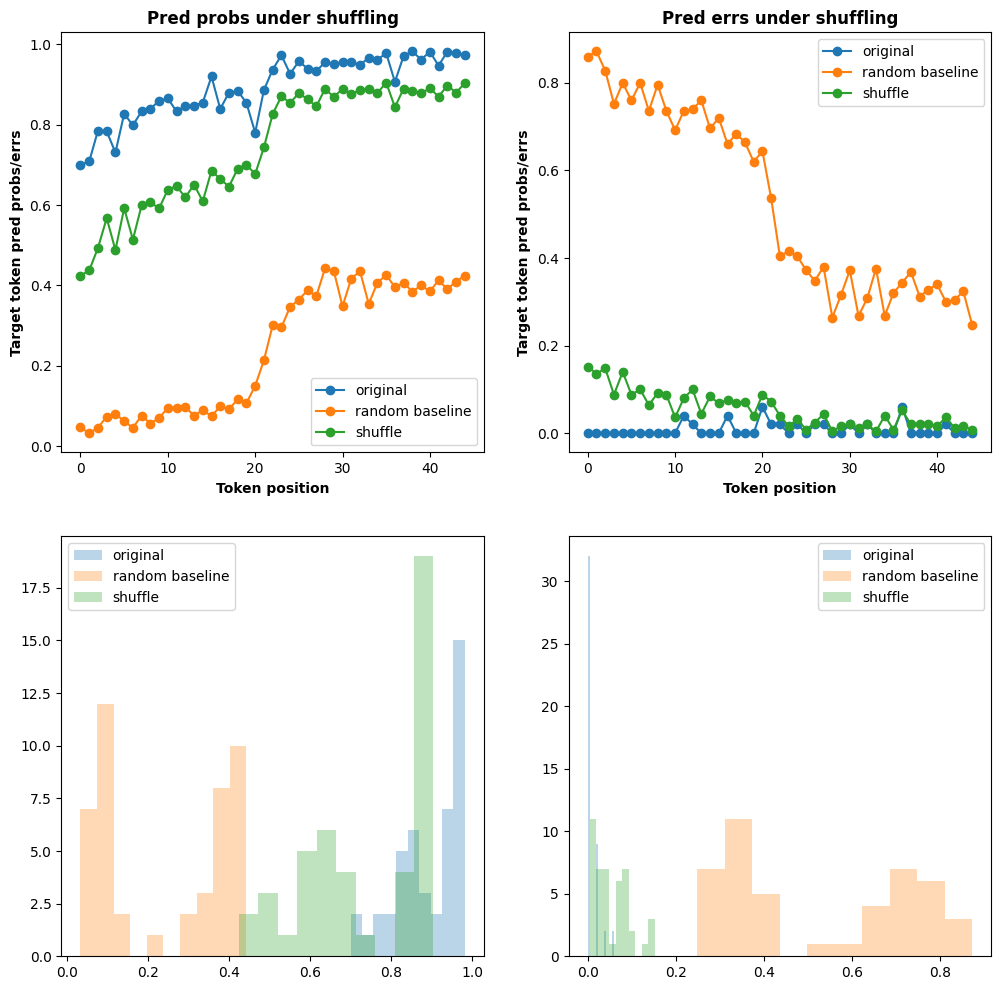 Pred probs under shuffling
Target token pred probs/errs
1.0
0.8
0.6
0.4
0.2
0.0
original
random baseline
shuffle
0 10 20 30 40
Token position
Pred errs under shuffling
Target token pred probs/errs
0.8
0.6
0.4
0.2
0.0
original
random baseline
shuffle
0 10 20 30 40
Token position
original
random baseline
shuffle
17.5
15.0
12.5
10.0
7.5
5.0
2.5
0.0
0.0 0.2 0.4 0.6 0.8 1.0
original
random baseline
shuffle
30
25
20
15
10
5
0
0.0 0.2 0.4 0.6 0.8